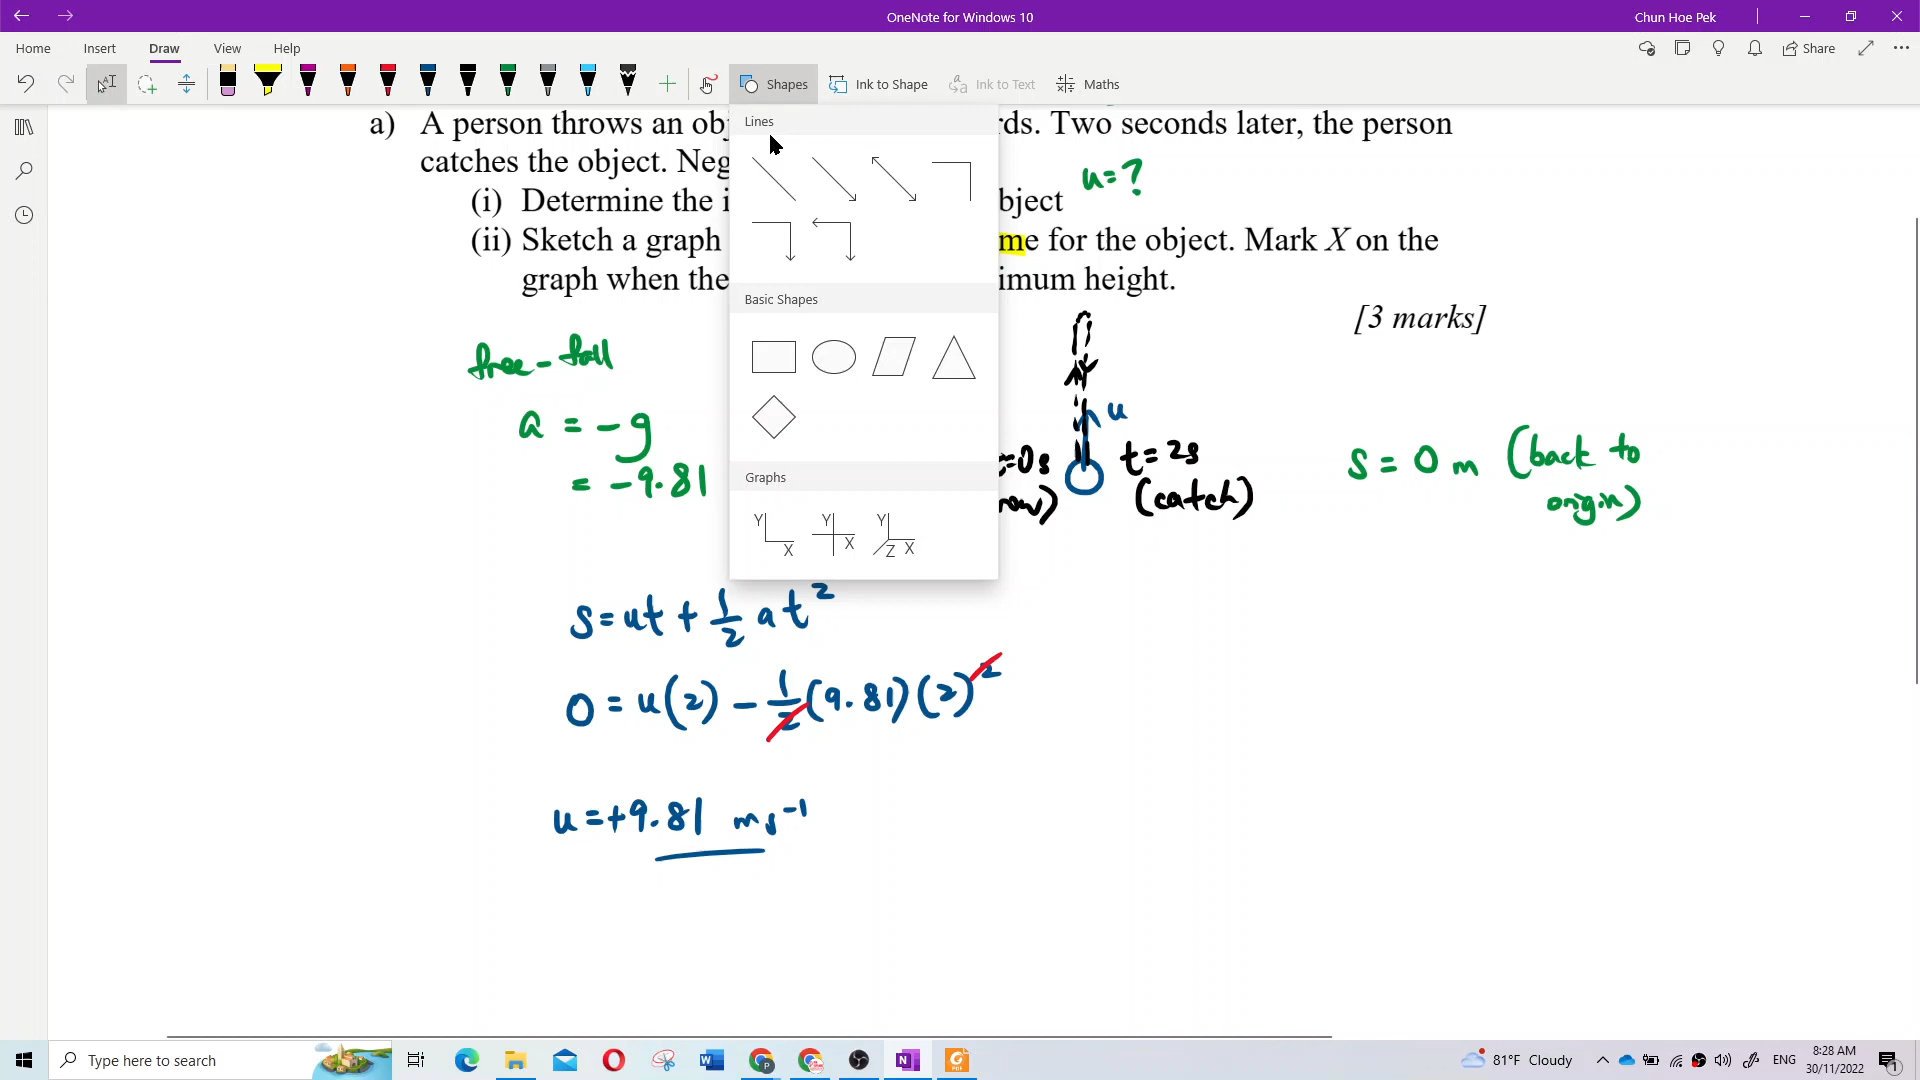 OneNote for Windows 10
Chun Hoe Pek
Home Insert Draw View Help
Share
Shapes Ink to Shape Ink to Text Maths
Lines
Basic Shapes
Graphs
Y X Y X Y Z X
a) A person throws an rds. Two seconds later, the person
catches the object.
u=?
(i) Determine the
(ii) Sketch a graph me for the object. Mark X on the
graph when the imum height.
[3 marks]
free-fall
a = -g
= -9.81
u
=0s
t=2s
(catch)
s = 0 m (back to
origin)
s=ut+1/2 at²
0=u(2)-1/2(9.81)(2)²
u=+9.81 ms⁻¹
Type here to search
81°F Cloudy
ENG
8:28 AM
30/11/2022
1